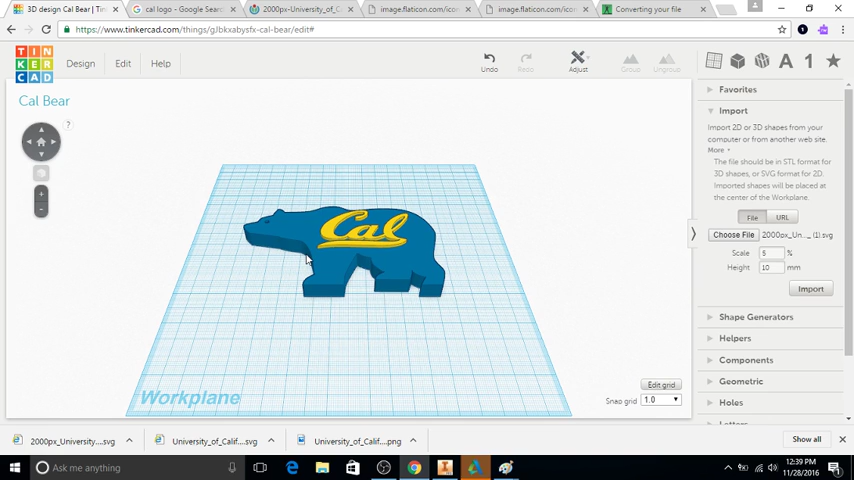 3D design Cal Bear | Tin
cal logo - Google Search
2000px-University_of_C
image.flaticon.com/icon
image.flaticon.com/icon
Converting your file
https://www.tinkercad.com/things/gJbkxabysfx-cal-bear/edit#
TIN
KER
CAD
Design
Edit
Help
Undo
Redo
Adjust
Group
Ungroup
Cal Bear
?
Favorites
Import
Import 2D or 3D shapes from your
computer or from another web site.
More
The file should be in STL format for
3D shapes, or SVG format for 2D.
Imported shapes will be placed at
the center of the Workplane.
File URL
Choose File 2000px_Un..._ (1).svg
Scale 5 %
Height 10 mm
Import
Shape Generators
Helpers
Components
Geometric
Holes
Cal
Workplane
Edit grid
Snap grid 1.0
2000px_University....svg
University_of_Calif....svg
University_of_Calif....png
Show all
Ask me anything
12:39 PM
11/28/2016